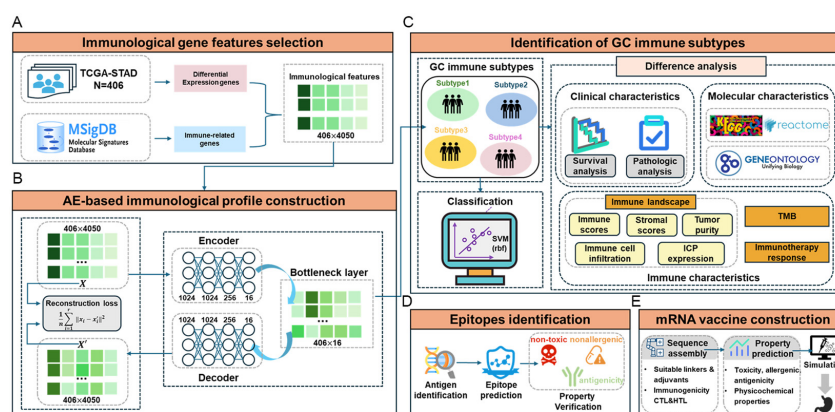 A
Immunological gene features selection
TCGA-STAD
N=406
Differential
Expression genes
Immunological features
406×4050
MSigDB
Molecular Signatures
Database
Immune-related
genes
B
AE-based immunological profile construction
406×4050
...
X
Reconstruction loss
X'
...
406×4050
Encoder
1024 1024 256 16
1024 1024 256 16
Decoder
Bottleneck layer
...
406×16
C
Identification of GC immune subtypes
GC immune subtypes
Subtype1
Subtype2
Subtype3
Subtype4
Classification
SVM
(rbf)
Difference analysis
Clinical characteristics
Survival
analysis
Pathologic
analysis
Molecular characteristics
KEGG
reactome
GENEONTOLOGY
Unifying Biology
Immune landscape
Immune
scores
Stromal
scores
Tumor
purity
Immune cell
infiltration
ICP
expression
TMB
Immunotherapy
response
Immune characteristics
D
Epitopes identification
Antigen
identification
Epitope
prediction
non-toxic
nonallergenic
antigenicity
Property
Verification
E
mRNA vaccine construction
Sequence
assembly
• Suitable linkers &
adjuvants
• Immunogenicity
CTL&HTL
Property
prediction
• Toxicity, allergenic,
antigenicity
• Physicochemical
properties